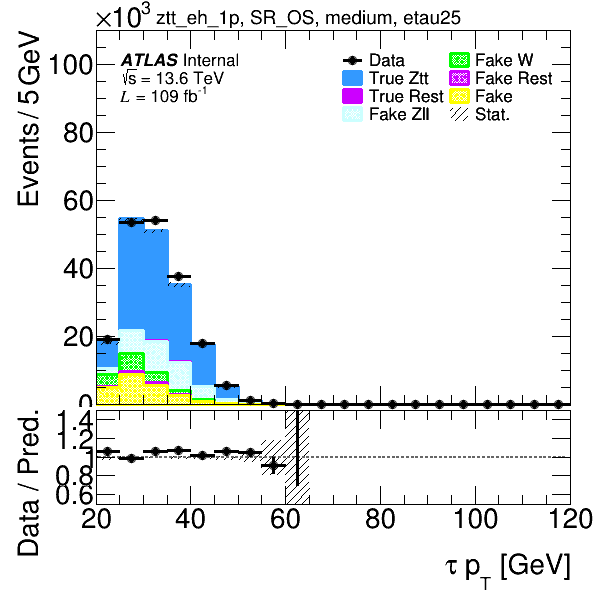 ×10³ ztt_eh_1p, SR_OS, medium, etau25
ATLAS Internal
√s = 13.6 TeV
L = 109 fb⁻¹
Data
True Ztt
True Rest
Fake Zll
Fake W
Fake Rest
Fake
Stat.
Events / 5 GeV
100
80
60
40
20
0
Data / Pred.
1.4
1.2
1
0.8
0.6
20 40 60 80 100 120
τ p_T [GeV]